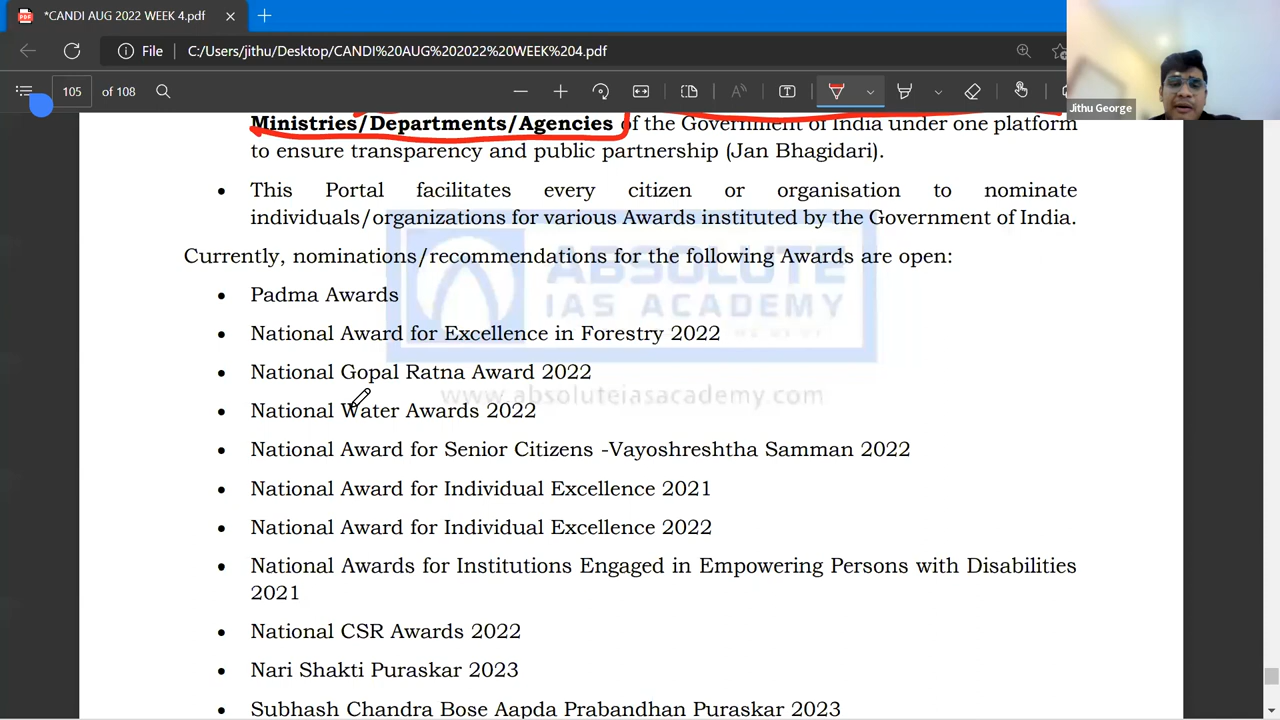 *CANDI AUG 2022 WEEK 4.pdf
File C:/Users/jithu/Desktop/CANDI%20AUG%202022%20WEEK%204.pdf
105 of 108
Jithu George
Ministries/Departments/Agencies of the Government of India under one platform
to ensure transparency and public partnership (Jan Bhagidari).
• This Portal facilitates every citizen or organisation to nominate
individuals/organizations for various Awards instituted by the Government of India.
Currently, nominations/recommendations for the following Awards are open:
• Padma Awards
• National Award for Excellence in Forestry 2022
• National Gopal Ratna Award 2022
• National Water Awards 2022
• National Award for Senior Citizens -Vayoshreshtha Samman 2022
• National Award for Individual Excellence 2021
• National Award for Individual Excellence 2022
• National Awards for Institutions Engaged in Empowering Persons with Disabilities
2021
• National CSR Awards 2022
• Nari Shakti Puraskar 2023
• Subhash Chandra Bose Aapda Prabandhan Puraskar 2023
ABSOLUTE
IAS ACADEMY
www.absoluteiasacademy.com